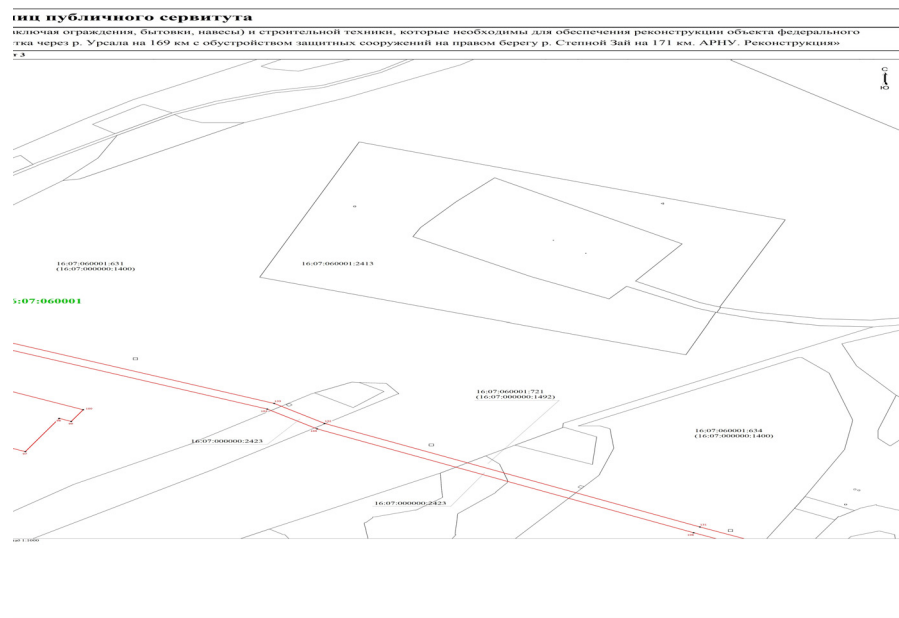 ниц публичного сервитута
включая ограждения, бытовки, навесы) и строительной техники, которые необходимы для обеспечения реконструкции объекта федерального
тка через р. Урсала на 169 км с обустройством защитных сооружений на правом берегу р. Степной Зай на 171 км. АРНУ. Реконструкция»
т 3
С
Ю
16:07:060001:631
(16:07:000000:1400)
16:07:060001:2413
5:07:060001
16:07:060001:721
(16:07:000000:1492)
16:07:060001:634
(16:07:000000:1400)
16:07:000000:2423
16:07:000000:2423